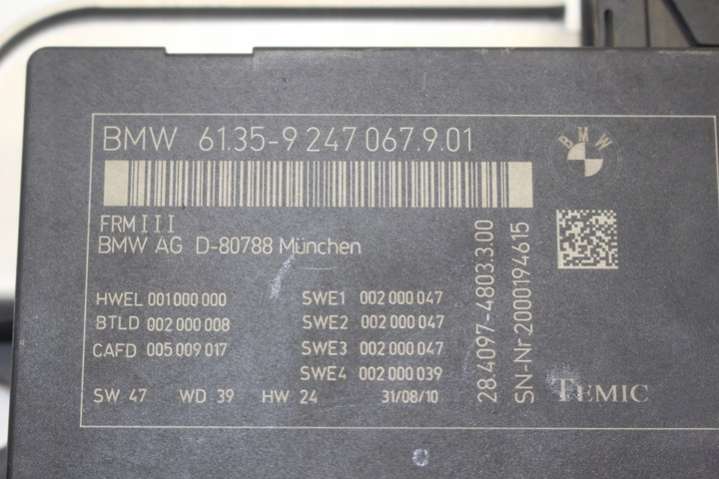 BMW 61.35-9 247 067.9.01
BMW
FRM III
BMW AG D-80788 München
HWEL 001 000 000
BTLD 002 000 008
CAFD 005 009 017
SWE1 002 000 047
SWE2 002 000 047
SWE3 002 000 047
SWE4 002 000 039
SW 47 WD 39 HW 24 31/08/10
28.4097-4803.3.00
SN-Nr.2000194615
TEMIC